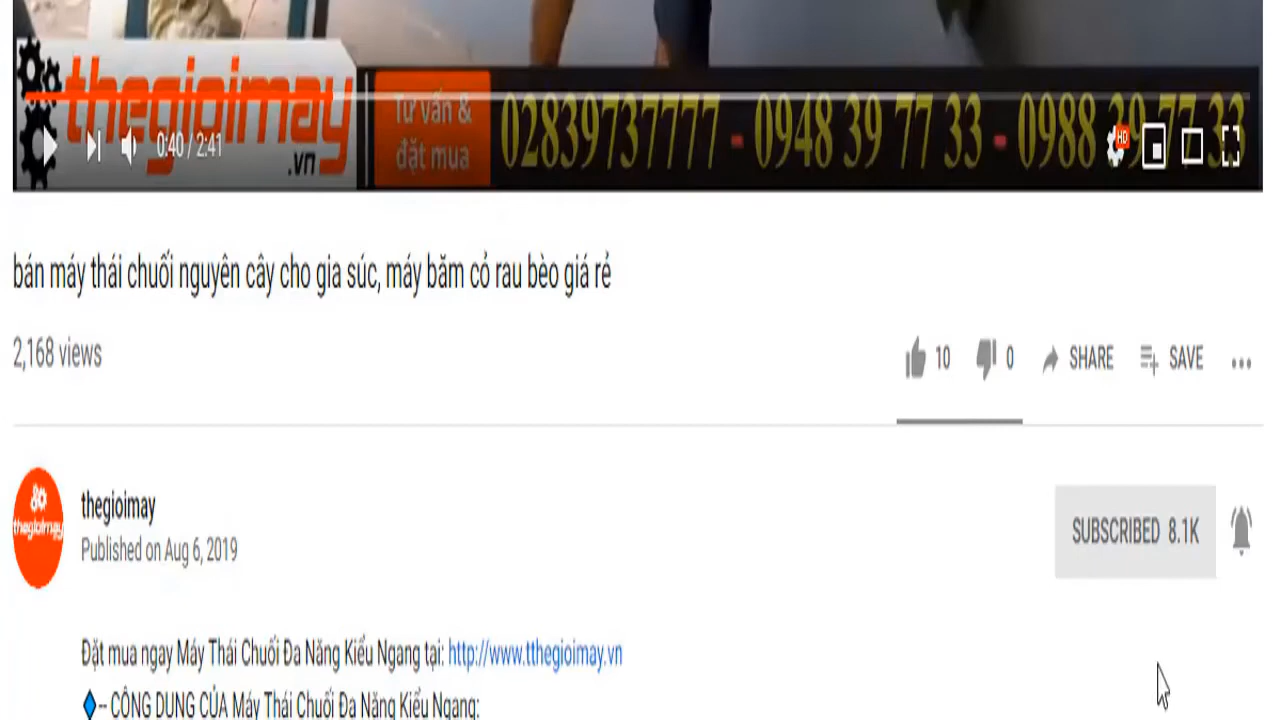 thegioimay
.vn
Tư vấn &
đặt mua
02839737777 - 0948 39 77 33 - 0988 39 77 33
0:40 / 2:41
HD
bán máy thái chuối nguyên cây cho gia súc, máy băm cỏ rau bèo giá rẻ
2,168 views
10 0 SHARE SAVE
thegioimay
thegioimay
Published on Aug 6, 2019
SUBSCRIBED 8.1K
Đặt mua ngay Máy Thái Chuối Đa Năng Kiểu Ngang tại: http://www.tthegioimay.vn
-- CÔNG DỤNG CỦA Máy Thái Chuối Đa Năng Kiểu Ngang: